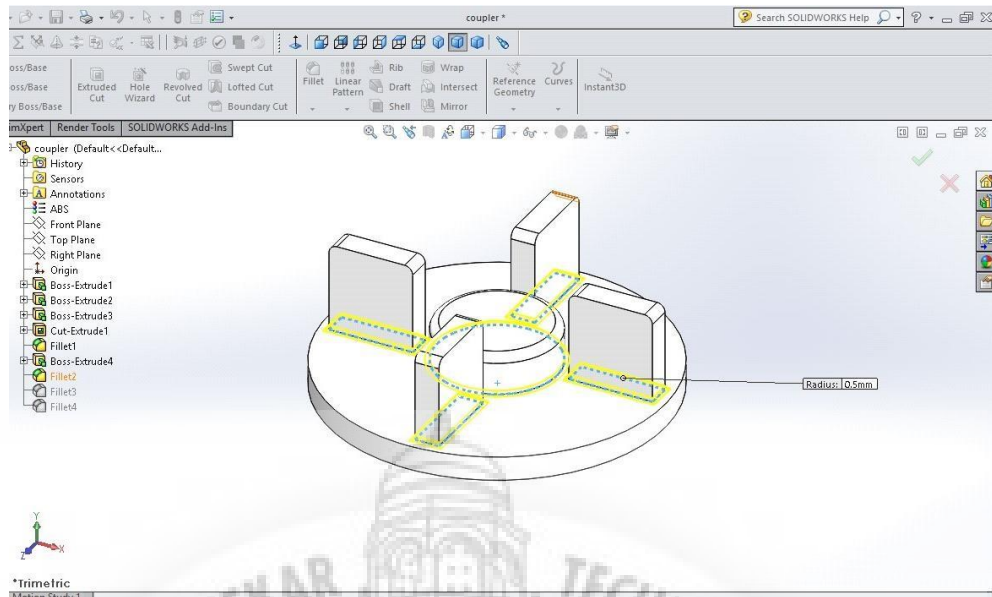 coupler *
Search SOLIDWORKS Help
oss/Base
oss/Base
ry Boss/Base
Extruded Cut
Hole Wizard
Revolved Cut
Swept Cut
Lofted Cut
Boundary Cut
Fillet
Linear Pattern
Rib
Draft
Shell
Wrap
Intersect
Mirror
Reference Geometry
Curves
Instant3D
mXpert
Render Tools
SOLIDWORKS Add-Ins
coupler (Default<<Default...
History
Sensors
A Annotations
ABS
Front Plane
Top Plane
Right Plane
Origin
Boss-Extrude1
Boss-Extrude2
Boss-Extrude3
Cut-Extrude1
Fillet1
Boss-Extrude4
Fillet2
Fillet3
Fillet4
Radius: 0.5mm
Y
X
Z
*Trimetric
Motion Study 1